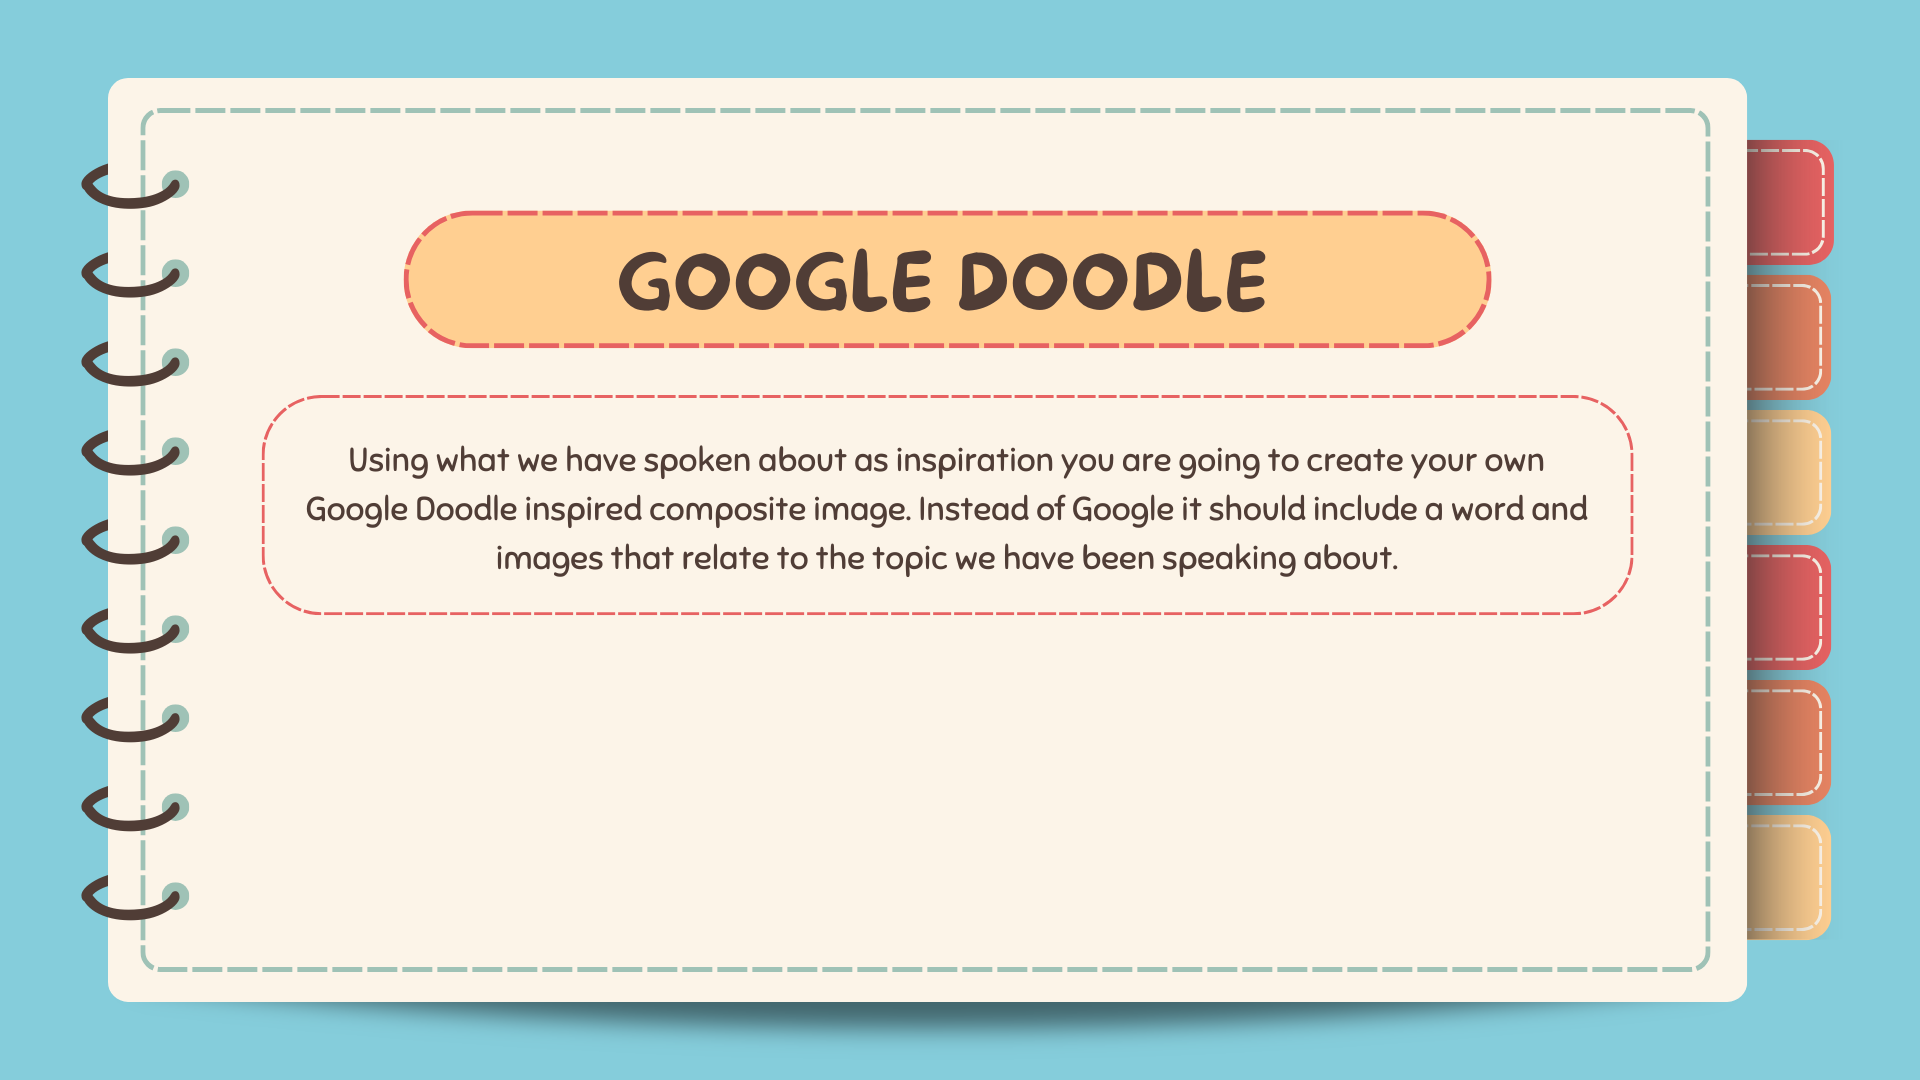 GOOGLE DOODLE
Using what we have spoken about as inspiration you are going to create your own
Google Doodle inspired composite image. Instead of Google it should include a word and
images that relate to the topic we have been speaking about.